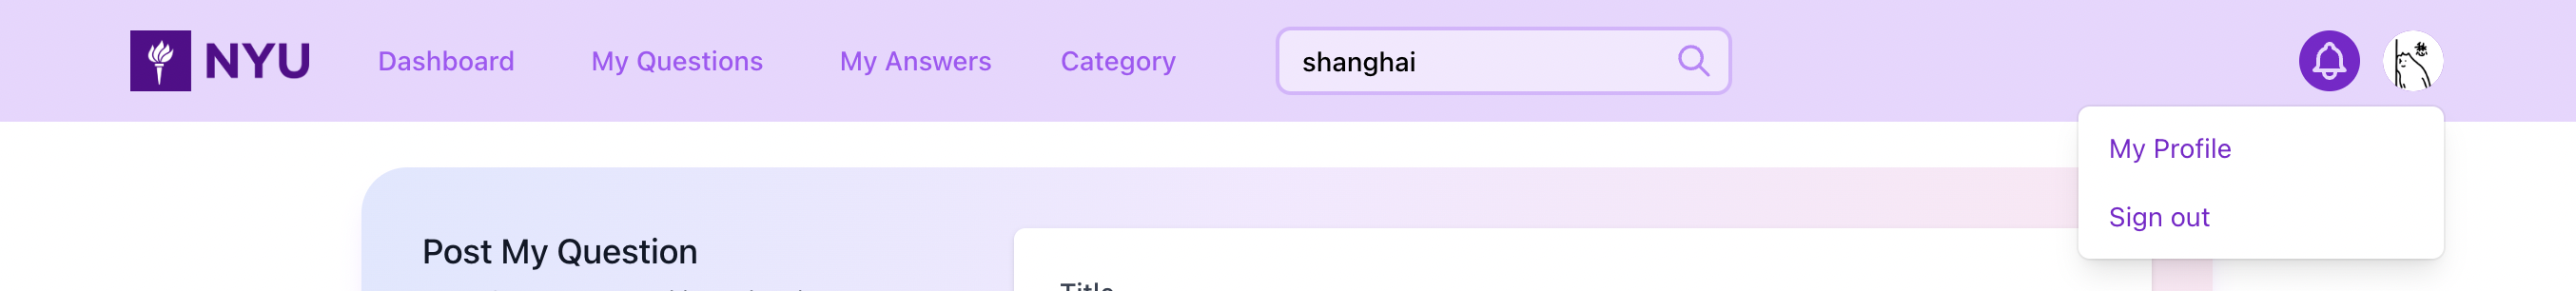 NYU Dashboard My Questions My Answers Category shanghai
My Profile
Sign out
Post My Question
Title